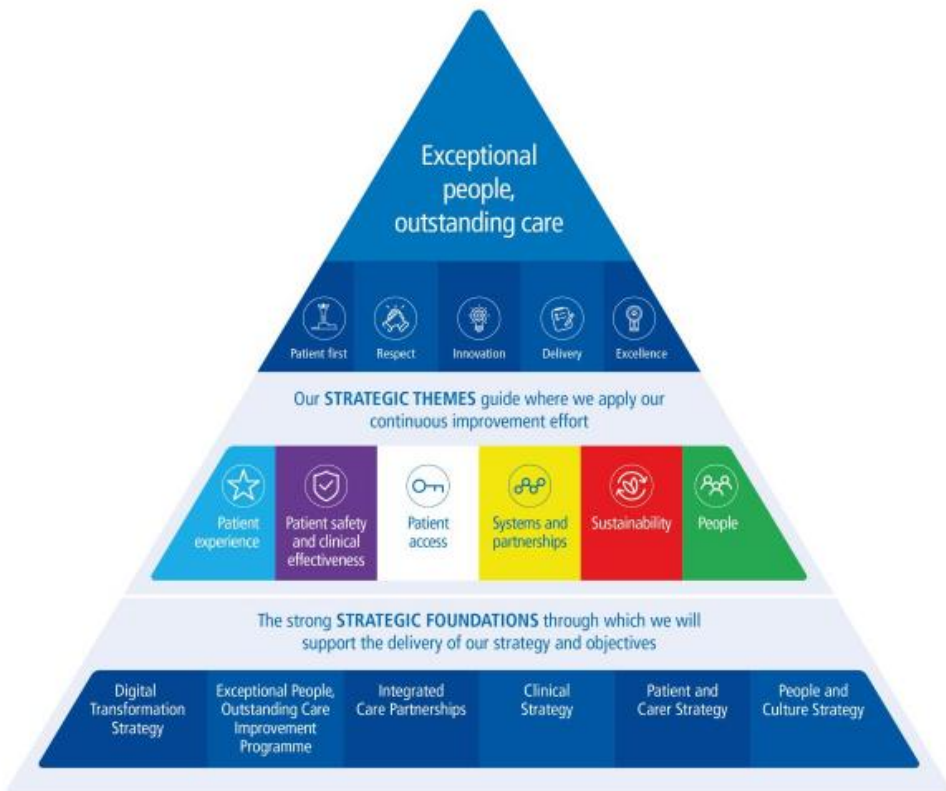 Exceptional
people,
outstanding care
Patient first
Respect
Innovation
Delivery
Excellence
Our STRATEGIC THEMES guide where we apply our
continuous improvement effort
Patient
experience
Patient safety
and clinical
effectiveness
Patient
access
Systems and
partnerships
Sustainability
People
The strong STRATEGIC FOUNDATIONS through which we will
support the delivery of our strategy and objectives
Digital
Transformation
Strategy
Exceptional People,
Outstanding Care
Improvement
Programme
Integrated
Care Partnerships
Clinical
Strategy
Patient and
Carer Strategy
People and
Culture Strategy